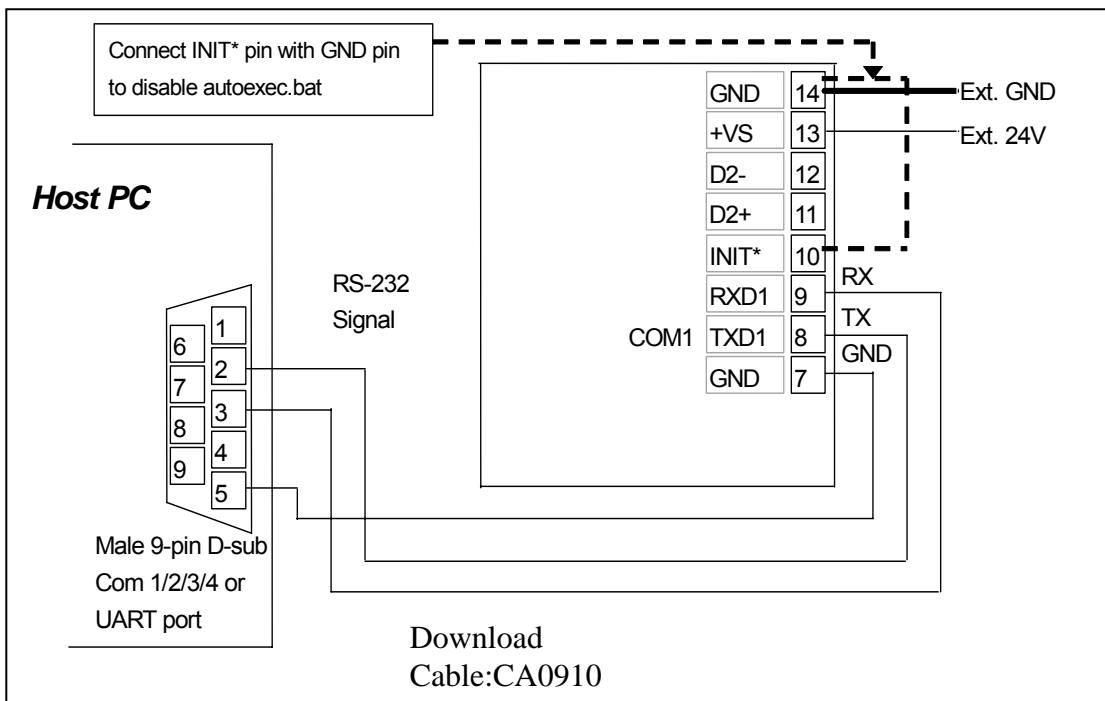 Connect INIT* pin with GND pin
to disable autoexec.bat
Host PC
RS-232
Signal
1
2
3
4
5
6
7
8
9
Male 9-pin D-sub
Com 1/2/3/4 or
UART port
GND 14 Ext. GND
+VS 13 Ext. 24V
D2- 12
D2+ 11
INIT* 10
RXD1 9 RX
COM1 TXD1 8 TX
GND 7 GND
Download
Cable:CA0910